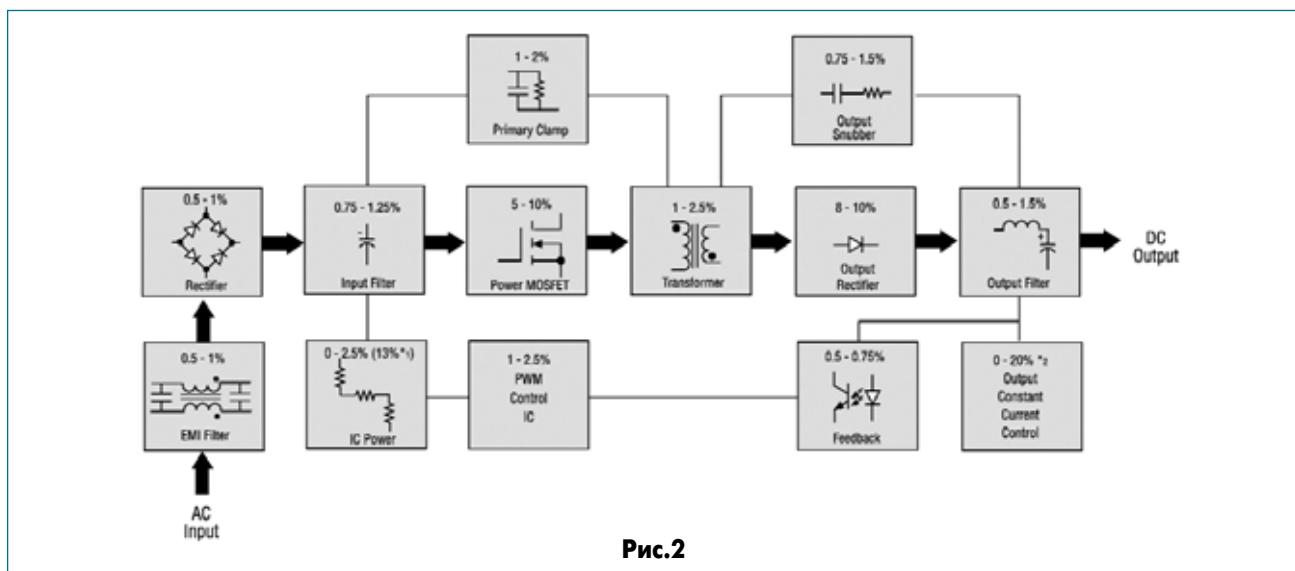 1 - 2%
Primary Clamp
0.75 - 1.5%
Output
Snubber
0.5 - 1%
Rectifier
0.75 - 1.25%
Input Filter
5 - 10%
Power MOSFET
1 - 2.5%
Transformer
8 - 10%
Output
Rectifier
0.5 - 1.5%
Output Filter
DC
Output
0.5 - 1%
EMI Filter
0 - 2.5% (13% *1)
IC Power
1 - 2.5%
PWM
Control
IC
0.5 - 0.75%
Feedback
0 - 20% *2
Output
Constant
Current
Control
AC
Input
Рис.2